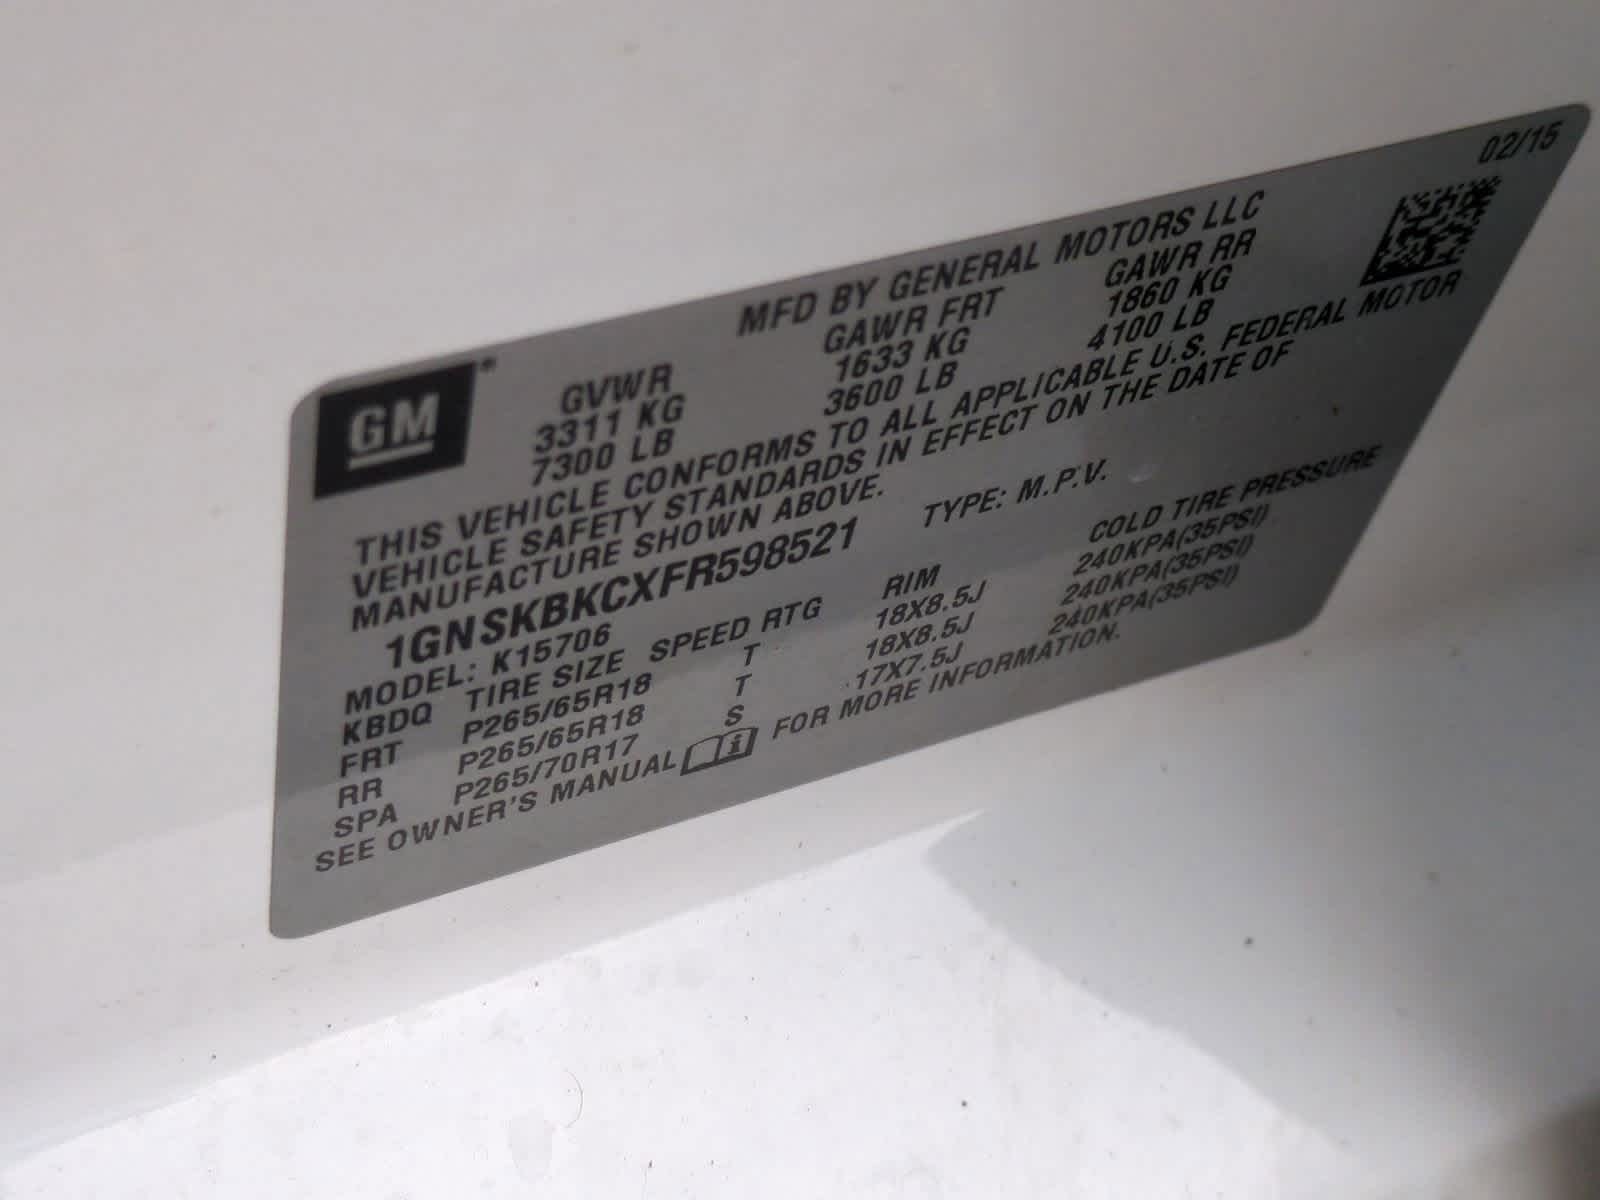 02/15
MFD BY GENERAL MOTORS LLC
GM®
GVWR GAWR FRT GAWR RR
3311 KG 1633 KG 1860 KG
7300 LB 3600 LB 4100 LB
THIS VEHICLE CONFORMS TO ALL APPLICABLE U.S. FEDERAL MOTOR
VEHICLE SAFETY STANDARDS IN EFFECT ON THE DATE OF
MANUFACTURE SHOWN ABOVE.
1GNSKBKCXFR598521 TYPE: M.P.V.
MODEL: K15706
KBDQ TIRE SIZE SPEED RTG RIM COLD TIRE PRESSURE
FRT P265/65R18 T 18X8.5J 240KPA(35PSI)
RR P265/65R18 T 18X8.5J 240KPA(35PSI)
SPA P265/70R17 S 17X7.5J 240KPA(35PSI)
SEE OWNER'S MANUAL FOR MORE INFORMATION.